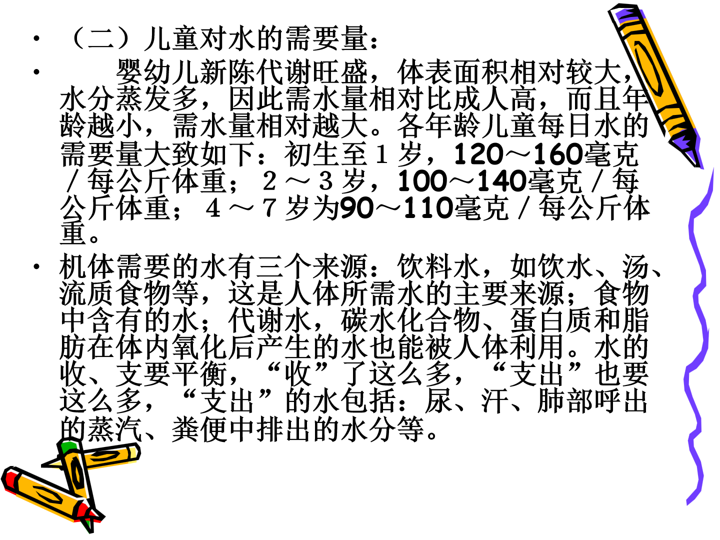 • （二）儿童对水的需要量：
• 婴幼儿新陈代谢旺盛，体表面积相对较大，
水分蒸发多，因此需水量相对比成人高，而且年
龄越小，需水量相对越大。各年龄儿童每日水的
需要量大致如下：初生至１岁，120～160毫克
／每公斤体重；２～３岁，100～140毫克／每
公斤体重；４～７岁为90～110毫克／每公斤体
重。
• 机体需要的水有三个来源：饮料水，如饮水、汤、
流质食物等，这是人体所需水的主要来源；食物
中含有的水；代谢水，碳水化合物、蛋白质和脂
肪在体内氧化后产生的水也能被人体利用。水的
收、支要平衡，“收”了这么多，“支出”也要
这么多，“支出”的水包括：尿、汗、肺部呼出
的蒸汽、粪便中排出的水分等。